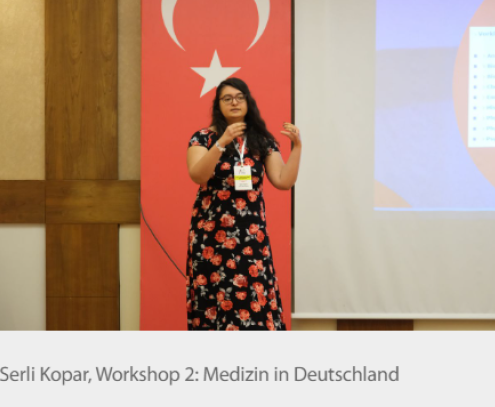 Serli Kopar, Workshop 2: Medizin in Deutschland